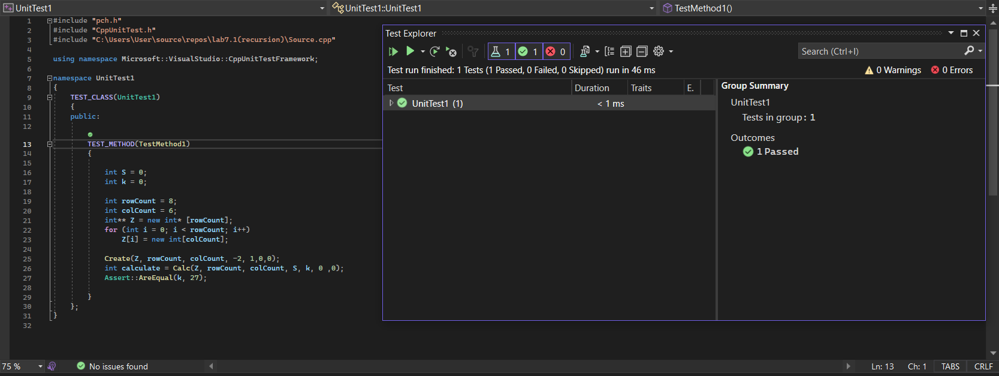 UnitTest1
UnitTest1::UnitTest1
TestMethod1()
1 #include "pch.h"
2 #include "CppUnitTest.h"
3 #include "C:\Users\User\source\repos\lab7.1(recursion)\Source.cpp"
4
5 using namespace Microsoft::VisualStudio::CppUnitTestFramework;
6
7 namespace UnitTest1
8 {
9 TEST_CLASS(UnitTest1)
10 {
11 public:
12
13 TEST_METHOD(TestMethod1)
14 {
15
16 int S = 0;
17 int k = 0;
18
19 int rowCount = 8;
20 int colCount = 6;
21 int** Z = new int* [rowCount];
22 for (int i = 0; i < rowCount; i++)
23 Z[i] = new int[colCount];
24
25 Create(Z, rowCount, colCount, -2, 1,0,0);
26 int calculate = Calc(Z, rowCount, colCount, S, k, 0 ,0);
27 Assert::AreEqual(k, 27);
28
29 }
30 };
31 }
32
Test Explorer
1 1 0
Search (Ctrl+I)
Test run finished: 1 Tests (1 Passed, 0 Failed, 0 Skipped) run in 46 ms
0 Warnings 0 Errors
Test Duration Traits E.
UnitTest1 (1) < 1 ms
Group Summary
UnitTest1
Tests in group: 1
Outcomes
1 Passed
75 % No issues found Ln: 13 Ch: 1 TABS CRLF